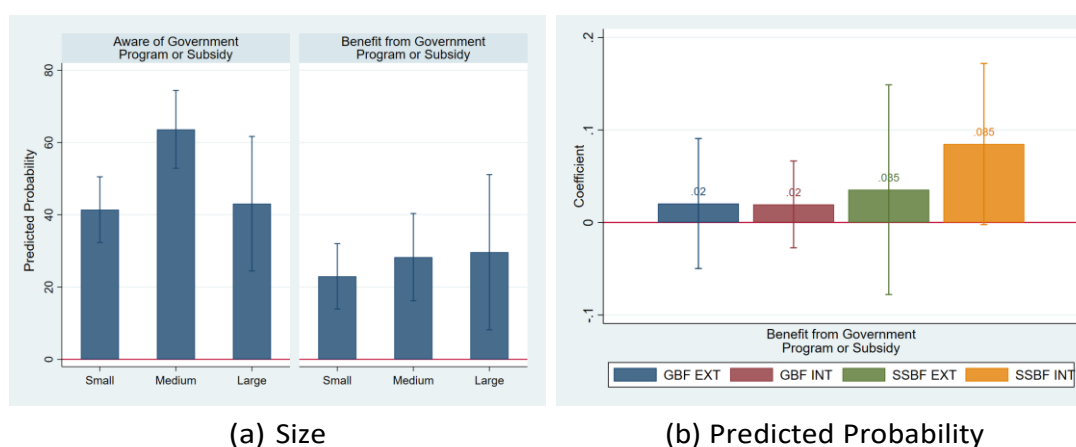 Aware of Government
Program or Subsidy
Benefit from Government
Program or Subsidy
Predicted Probability
80
60
40
20
0
Small
Medium
Large
Small
Medium
Large
(a) Size
Coefficient
.2
.1
0
-.1
.02
.02
.035
.085
Benefit from Government
Program or Subsidy
GBF EXT
GBF INT
SSBF EXT
SSBF INT
(b) Predicted Probability